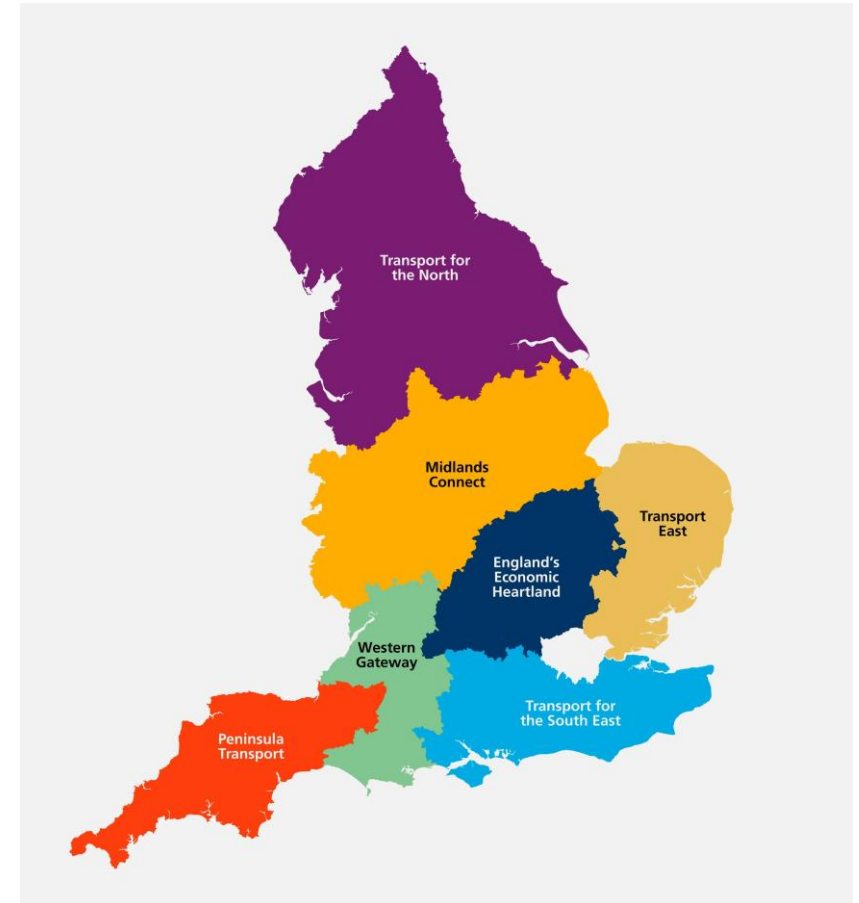 Transport for
the North
Midlands
Connect
Transport
East
England's
Economic
Heartland
Western
Gateway
Transport for
the South East
Peninsula
Transport